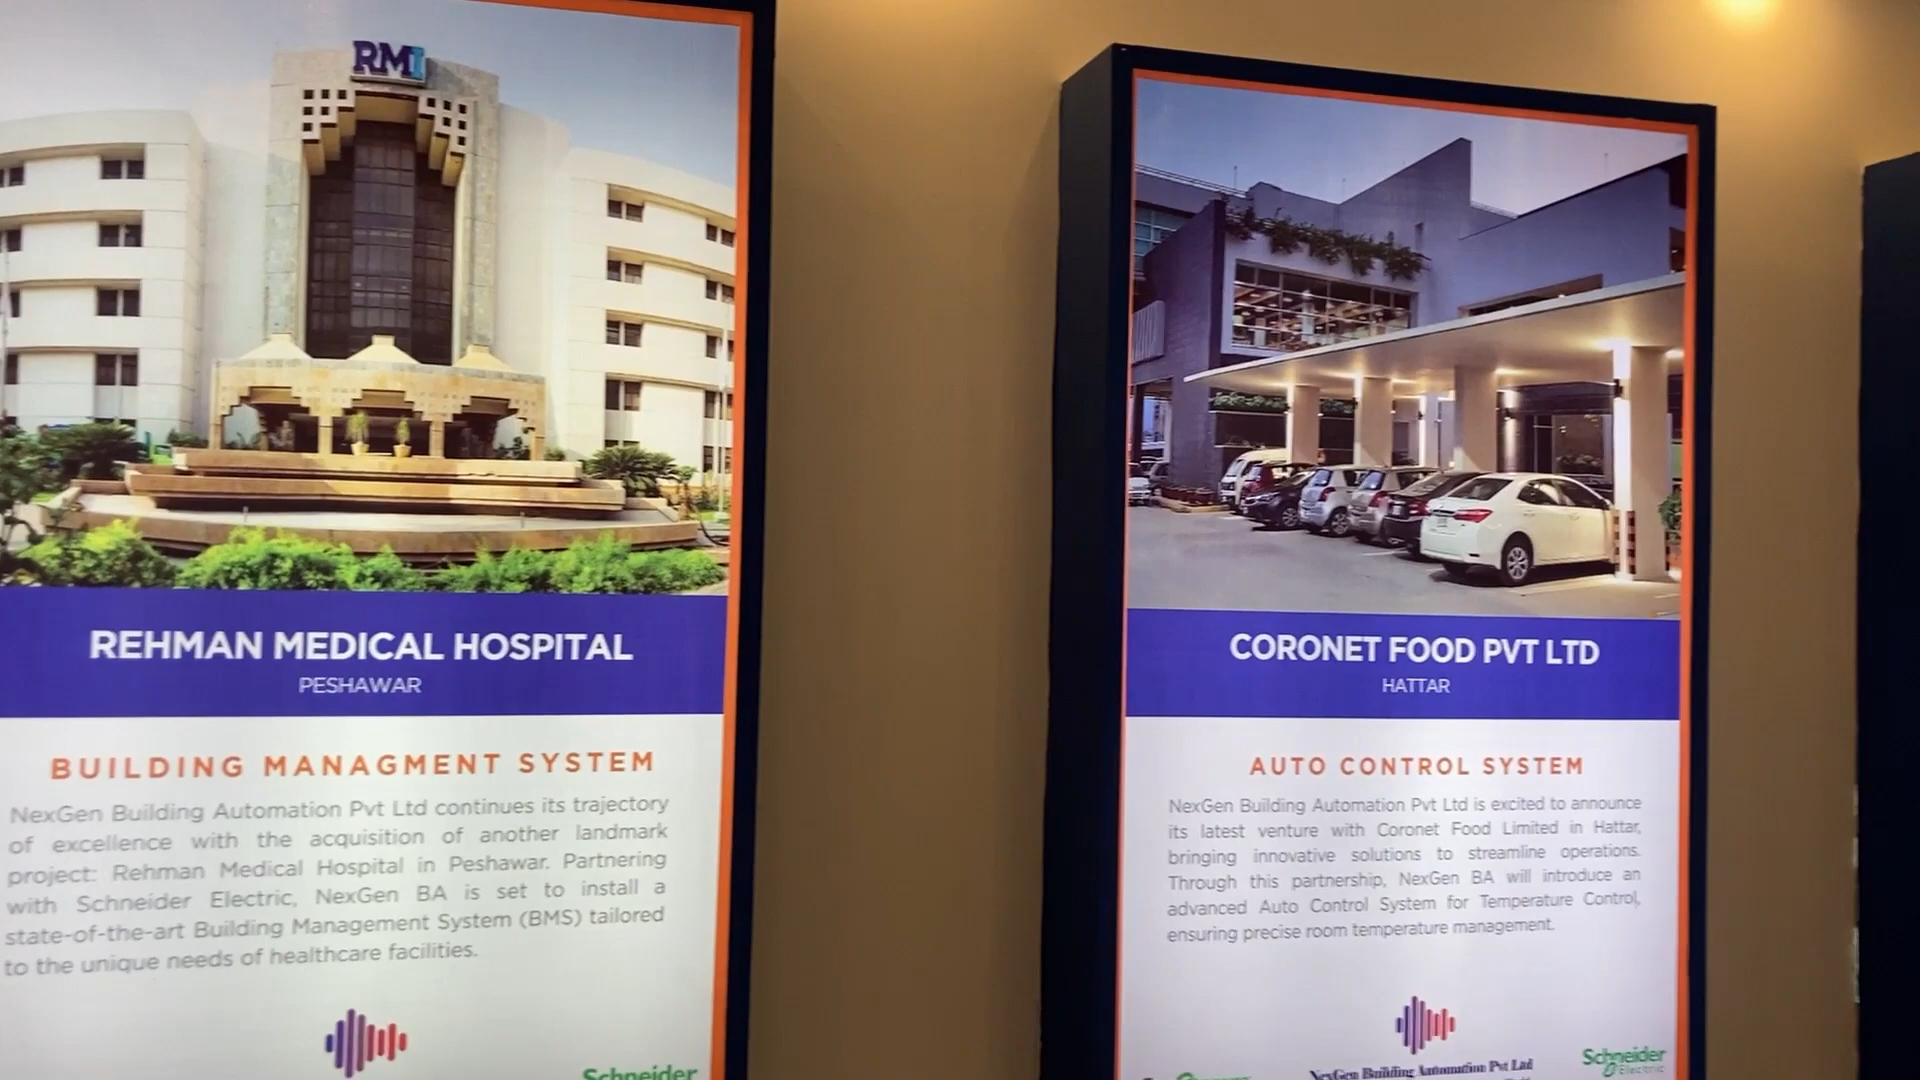 RMI
REHMAN MEDICAL HOSPITAL
PESHAWAR
BUILDING MANAGMENT SYSTEM
NexGen Building Automation Pvt Ltd continues its trajectory
of excellence with the acquisition of another landmark
project: Rehman Medical Hospital in Peshawar. Partnering
with Schneider Electric, NexGen BA is set to install a
state-of-the-art Building Management System (BMS) tailored
to the unique needs of healthcare facilities.
Schneider
CORONET FOOD PVT LTD
HATTAR
AUTO CONTROL SYSTEM
NexGen Building Automation Pvt Ltd is excited to announce
its latest venture with Coronet Food Limited in Hattar,
bringing innovative solutions to streamline operations.
Through this partnership, NexGen BA will introduce an
advanced Auto Control System for Temperature Control,
ensuring precise room temperature management.
NexGen Building Automation Pvt Ltd
Schneider
Electric